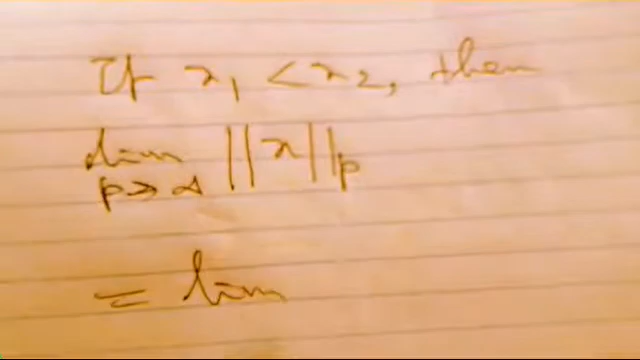 If x₁ < x₂, then
lim ||x||ₚ
p→∞
= lim